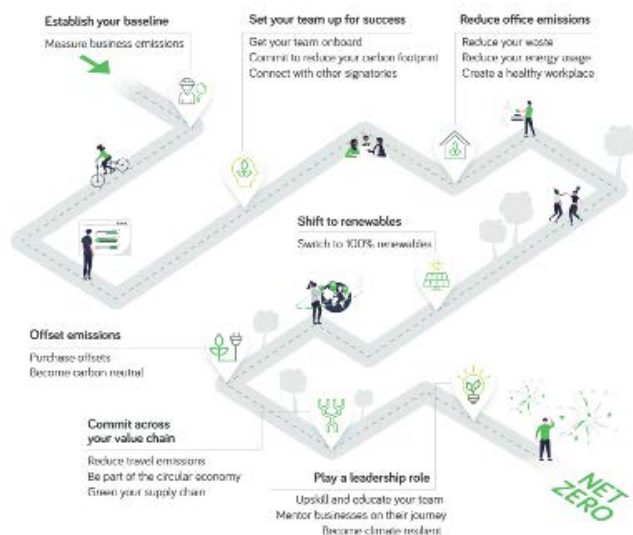 Establish your baseline
Measure business emissions
Set your team up for success
Get your team onboard
Commit to reduce your carbon footprint
Connect with other signatories
Reduce office emissions
Reduce your waste
Reduce your energy usage
Create a healthy workplace
Shift to renewables
Switch to 100% renewables
Offset emissions
Purchase offsets
Become carbon neutral
Commit across
your value chain
Reduce travel emissions
Be part of the circular economy
Green your supply chain
Play a leadership role
Upskill and educate your team
Mentor businesses on their journey
Become climate resilient
NET
ZERO